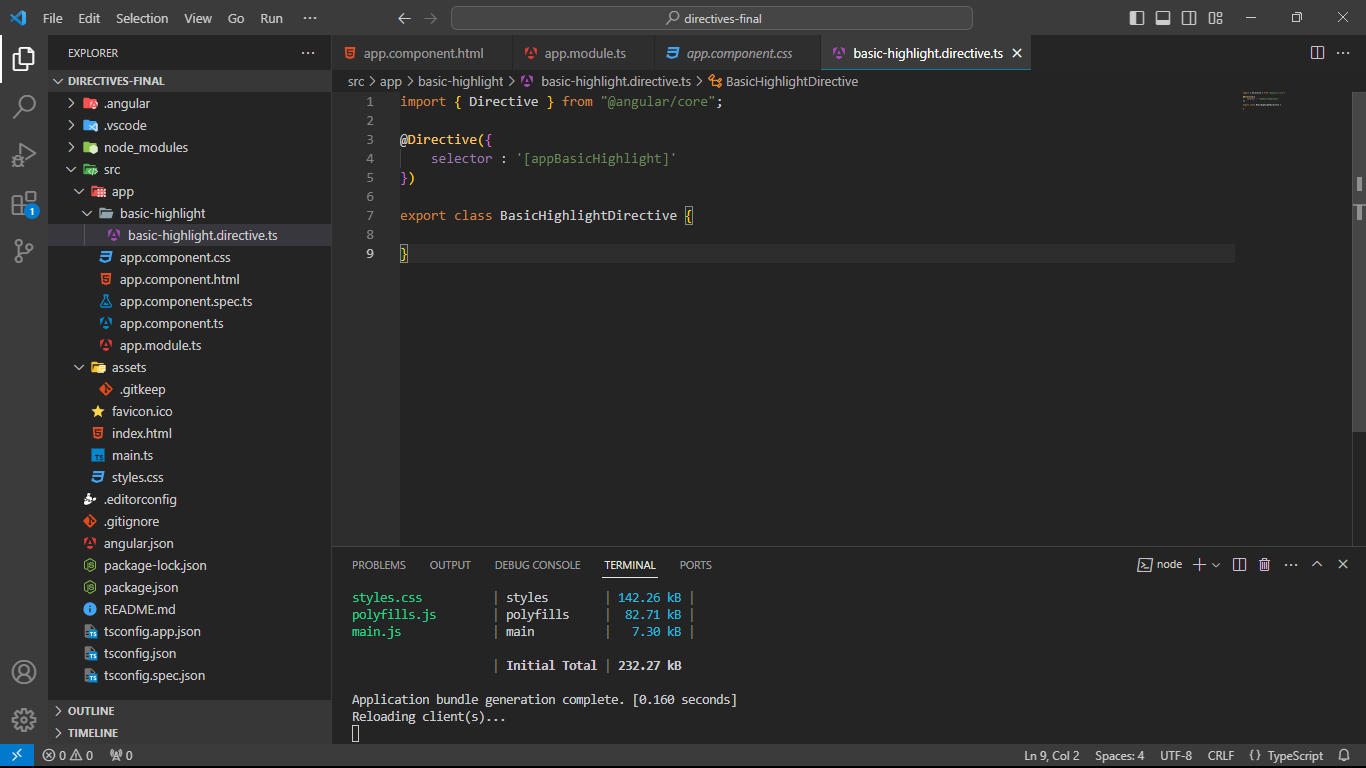 File Edit Selection View Go Run ···
directives-final
EXPLORER ···
DIRECTIVES-FINAL
.angular
.vscode
node_modules
src
app
basic-highlight
basic-highlight.directive.ts
app.component.css
app.component.html
app.component.spec.ts
app.component.ts
app.module.ts
assets
.gitkeep
favicon.ico
index.html
main.ts
styles.css
.editorconfig
.gitignore
angular.json
package-lock.json
package.json
README.md
tsconfig.app.json
tsconfig.json
tsconfig.spec.json
OUTLINE
TIMELINE
1
app.component.html app.module.ts app.component.css basic-highlight.directive.ts
src > app > basic-highlight > basic-highlight.directive.ts > BasicHighlightDirective
1 import { Directive } from "@angular/core";
2
3 @Directive({
4 selector : '[appBasicHighlight]'
5 })
6
7 export class BasicHighlightDirective {
8
9 }
PROBLEMS OUTPUT DEBUG CONSOLE TERMINAL PORTS node
styles.css | styles | 142.26 kB |
polyfills.js | polyfills | 82.71 kB |
main.js | main | 7.30 kB |
| Initial Total | 232.27 kB
Application bundle generation complete. [0.160 seconds]
Reloading client(s)...
0 0 0 Ln 9, Col 2 Spaces: 4 UTF-8 CRLF {} TypeScript